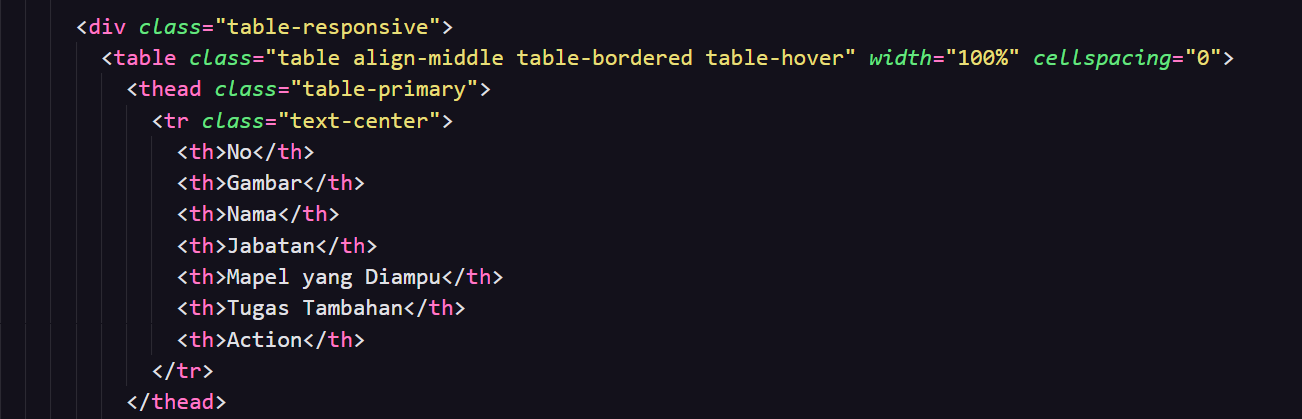 <div class="table-responsive">
<table class="table align-middle table-bordered table-hover" width="100%" cellspacing="0">
<thead class="table-primary">
<tr class="text-center">
<th>No</th>
<th>Gambar</th>
<th>Nama</th>
<th>Jabatan</th>
<th>Mapel yang Diampu</th>
<th>Tugas Tambahan</th>
<th>Action</th>
</tr>
</thead>